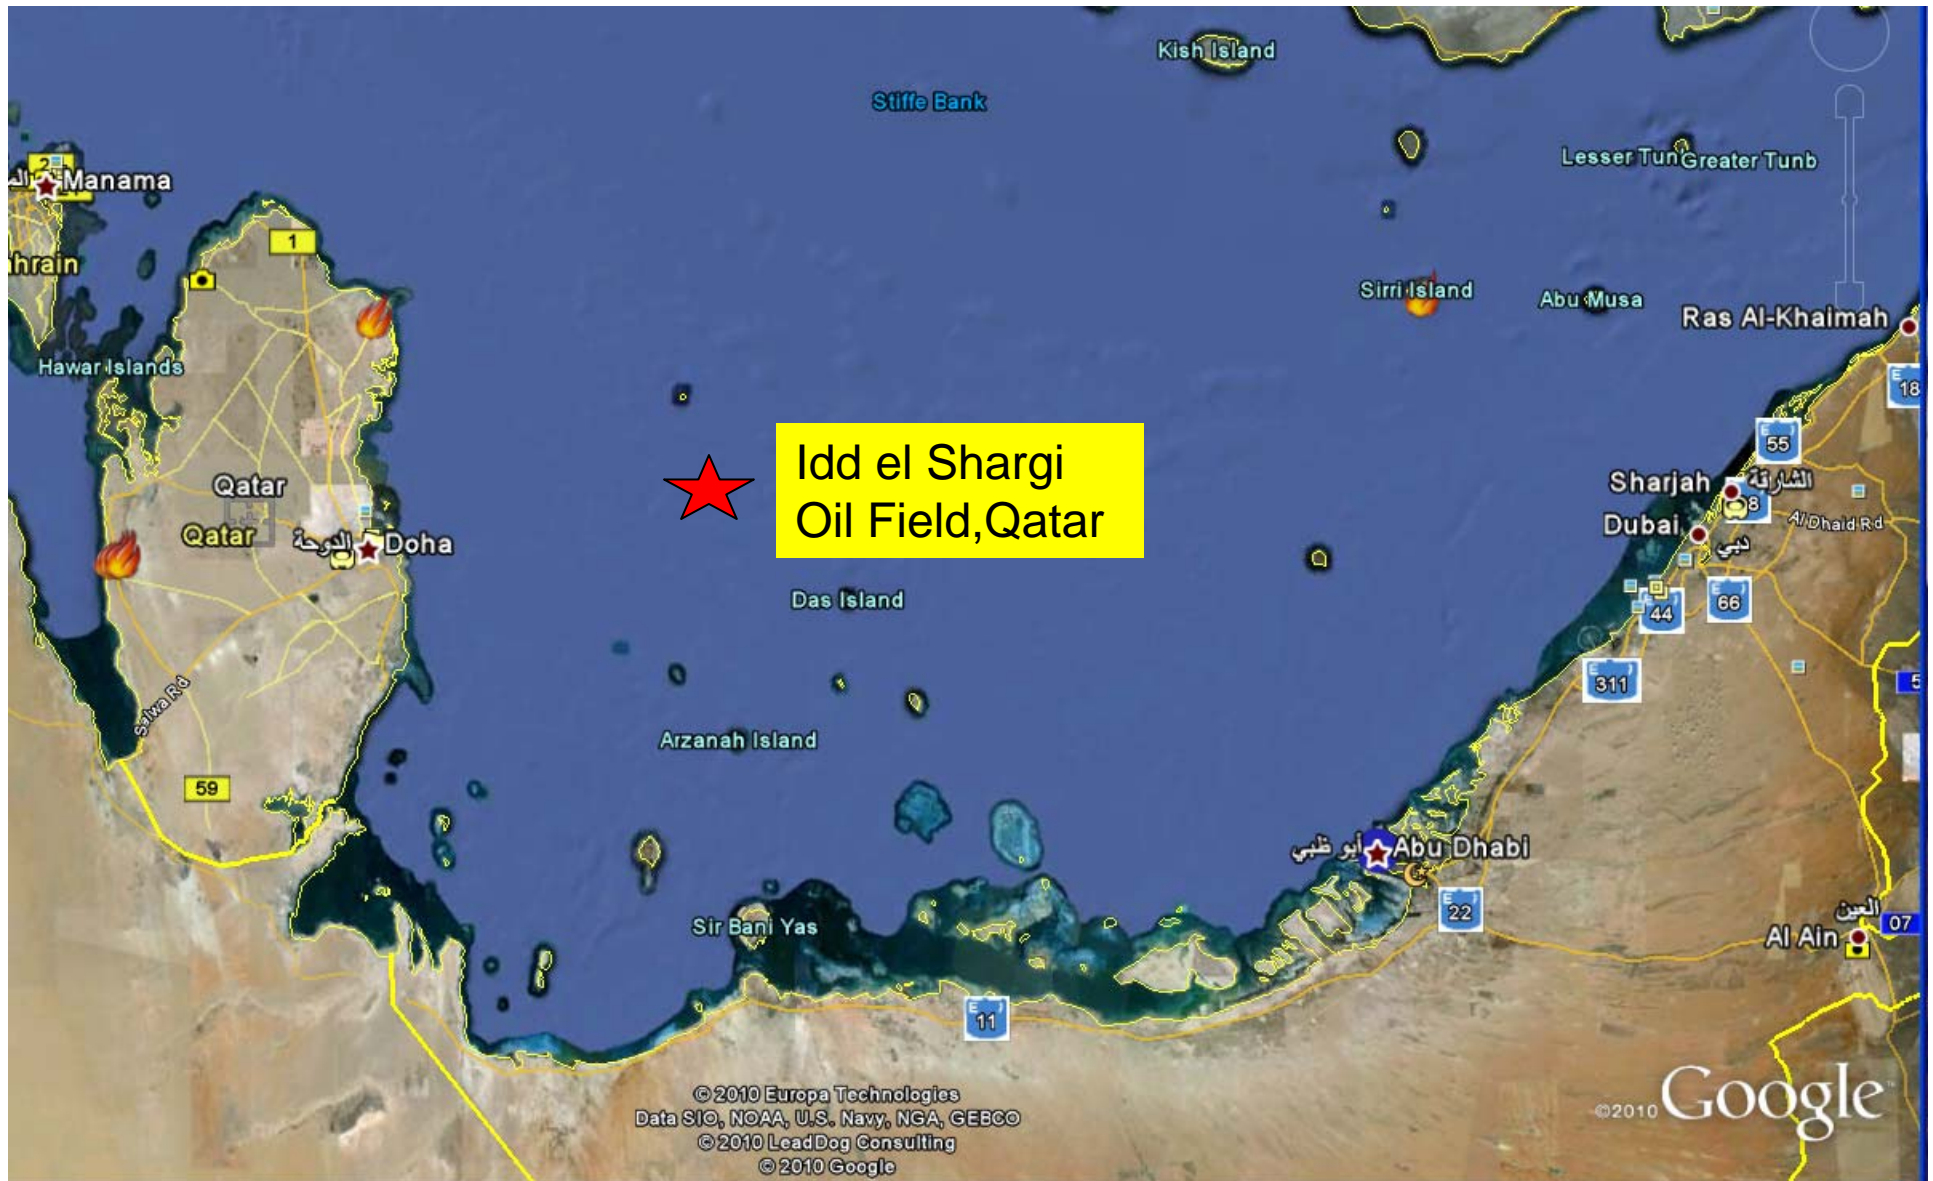 Kish Island
Stiffe Bank
Lesser Tun
Greater Tunb
Manama
hrain
1
Sirri Island
Abu Musa
Ras Al-Khaimah
Hawar Islands
E 18
E 55
Idd el Shargi
Oil Field,Qatar
Qatar
Qatar
الدوحة
Doha
Sharjah
الشارقة
8
Dubai
دبي
Al Dhaid Rd
Das Island
E 44
66
E 311
5
Salwa Rd
Arzanah Island
59
أبو ظبي
Abu Dhabi
E 22
العين
Al Ain
07
Sir Bani Yas
E 11
© 2010 Europa Technologies
Data SIO, NOAA, U.S. Navy, NGA, GEBCO
© 2010 LeadDog Consulting
© 2010 Google
©2010 Google